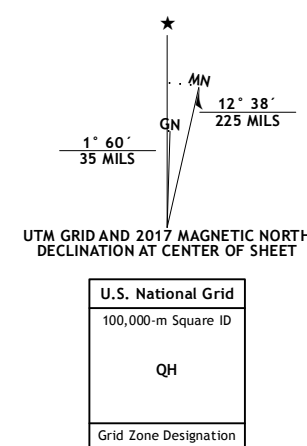 ★
MN
GN
12° 38´
225 MILS
1° 60´
35 MILS
UTM GRID AND 2017 MAGNETIC NORTH
DECLINATION AT CENTER OF SHEET
U.S. National Grid
100,000-m Square ID
QH
Grid Zone Designation